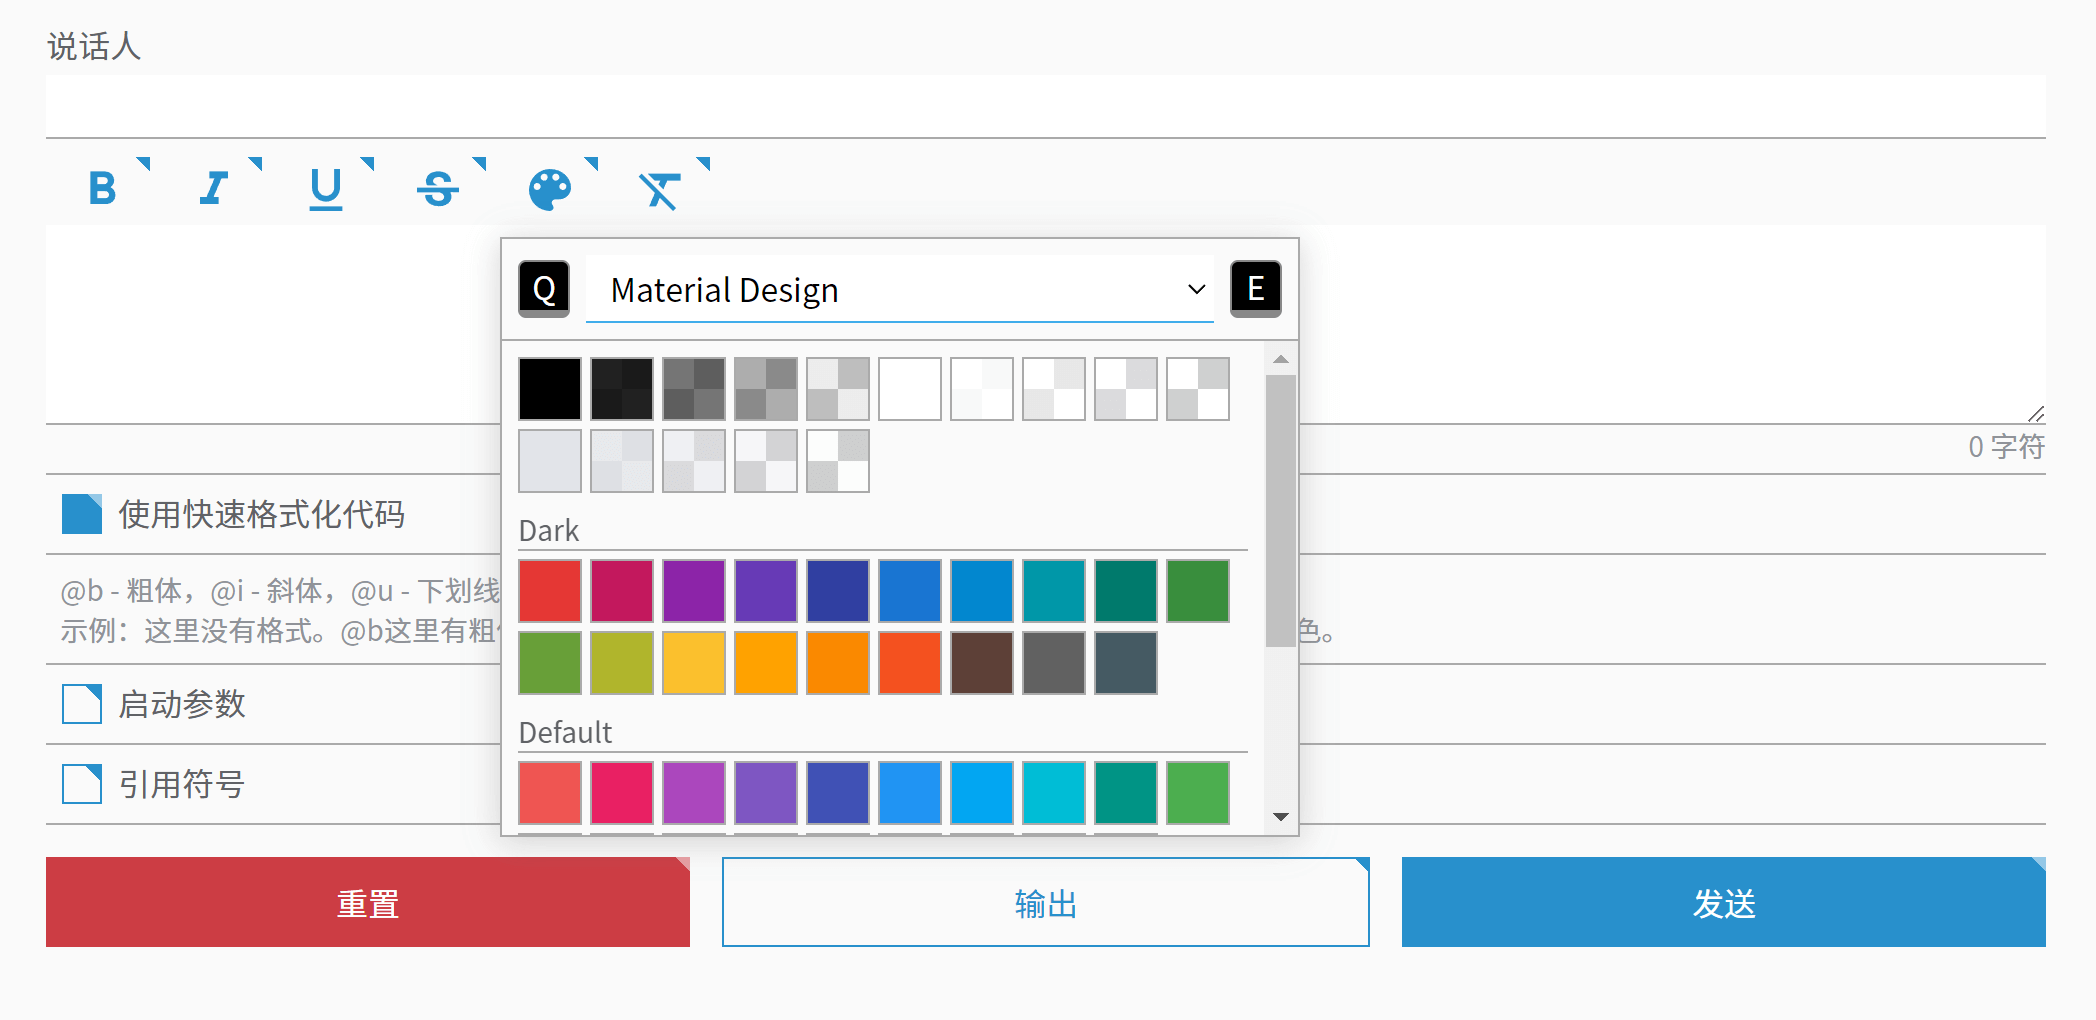 说话人
B I U S
Q Material Design E
0 字符
使用快速格式化代码
Dark
@b - 粗体，@i - 斜体，@u - 下划线
示例：这里没有格式。@b这里有粗 色。
启动参数
Default
引用符号
重置 输出 发送